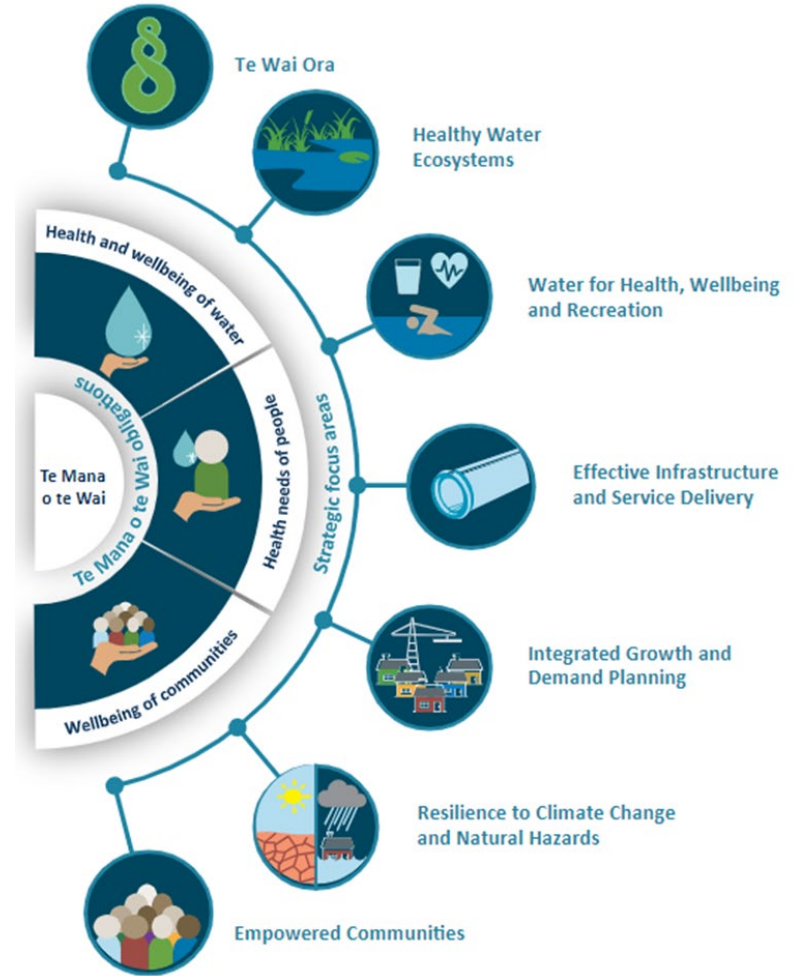 Te Wai Ora
Healthy Water
Ecosystems
Water for Health, Wellbeing
and Recreation
Effective Infrastructure
and Service Delivery
Integrated Growth and
Demand Planning
Resilience to Climate Change
and Natural Hazards
Empowered Communities
Strategic focus areas
Health and wellbeing of water
Health needs of people
Wellbeing of communities
Te Mana o te Wai obligations
Te Mana
o te Wai